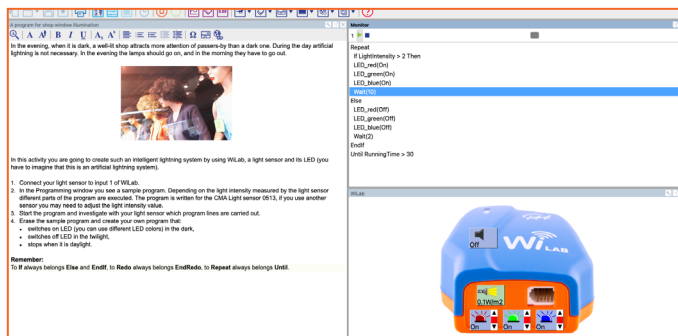 A program for shop window illumination
A A B I U A A Ω
In the evening, when it is dark, a well-lit shop attracts more attention of passers-by than a dark one. During the day artificial
lightning is not necessary. In the evening the lamps should go on, and in the morning they have to go out.
In this activity you are going to create such an intelligent lightning system by using WiLab, a light sensor and its LED (you
have to imagine that this is an artificial lightning system).
1. Connect your light sensor to input 1 of WiLab.
2. In the Programming window you see a sample program. Depending on the light intensity measured by the light sensor
different parts of the program are executed. The program is written for the CMA Light sensor 0513, if you use another
sensor you may need to adjust the light intensity value.
3. Start the program and investigate with your light sensor which program lines are carried out.
4. Erase the sample program and create your own program that:
• switches on LED (you can use different LED colors) in the dark,
• switches off LED in the twilight,
• stops when it is daylight.
Remember:
To If always belongs Else and EndIf, to Redo always belongs EndRedo, to Repeat always belongs Until.
Monitor
1
Repeat
If LightIntensity > 2 Then
LED_red(On)
LED_green(On)
LED_blue(On)
Wait(10)
Else
LED_red(Off)
LED_green(Off)
LED_blue(Off)
Wait(2)
EndIf
Until RunningTime > 30
WiLab
Off
Wi LAB
0.1W/m2
On On On